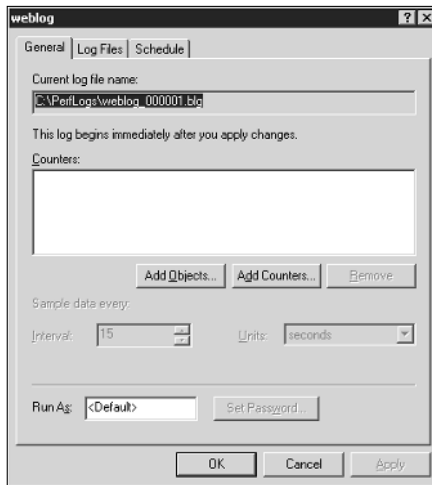 weblog
General Log Files Schedule
Current log file name:
C:\PerfLogs\weblog_000001.blg
This log begins immediately after you apply changes.
Counters:
Add Objects... Add Counters... Remove
Sample data every:
Interval: 15 Units: seconds
Run As: <Default> Set Password...
OK Cancel Apply